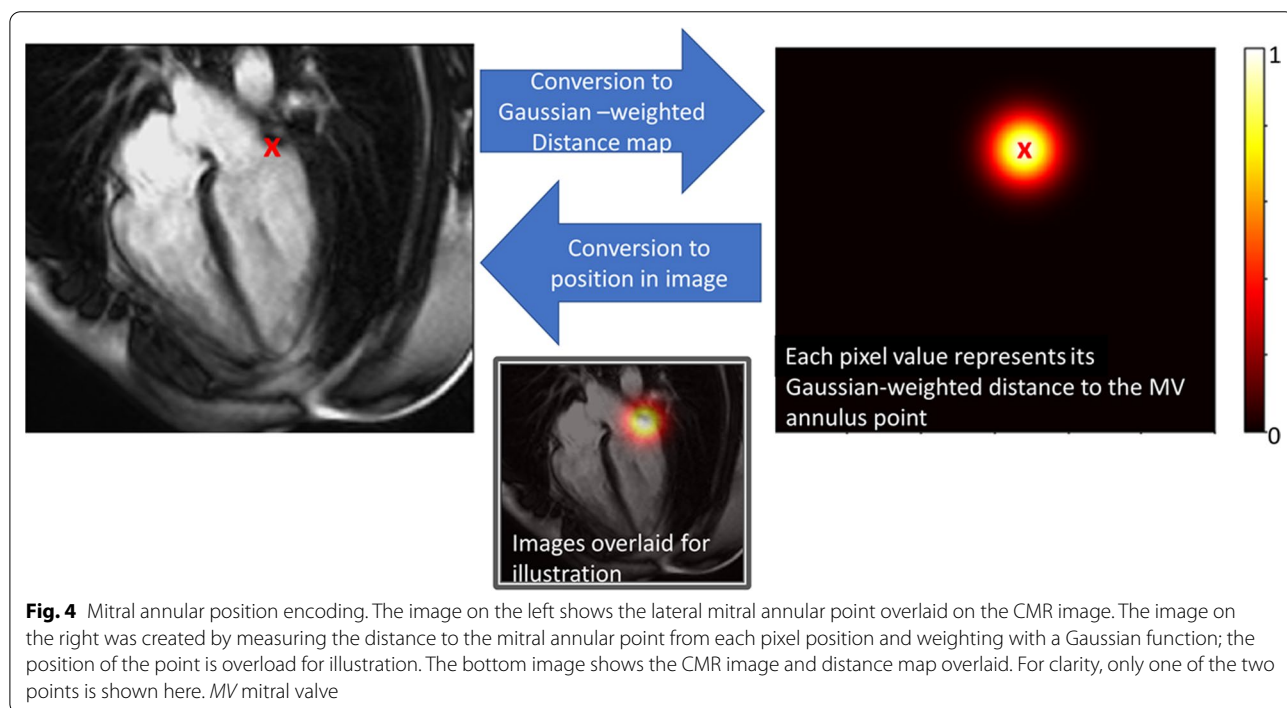 X
Conversion to
Gaussian –weighted
Distance map
Conversion to
position in image
X
Each pixel value represents its
Gaussian-weighted distance to the MV
annulus point
1
0
Images overlaid for
illustration
Fig. 4 Mitral annular position encoding. The image on the left shows the lateral mitral annular point overlaid on the CMR image. The image on
the right was created by measuring the distance to the mitral annular point from each pixel position and weighting with a Gaussian function; the
position of the point is overload for illustration. The bottom image shows the CMR image and distance map overlaid. For clarity, only one of the two
points is shown here. MV mitral valve